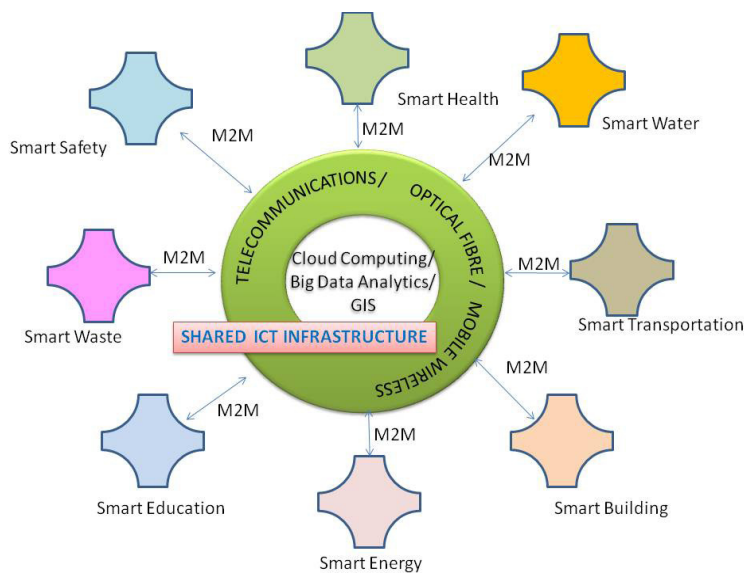 Smart Health
M2M
Smart Water
M2M
M2M
Smart Safety
TELECOMMUNICATIONS/ OPTICAL FIBRE / MOBILE WIRELESS
Cloud Computing/
Big Data Analytics/
GIS
M2M
M2M
Smart Waste
Smart Transportation
SHARED ICT INFRASTRUCTURE
M2M
M2M
M2M
Smart Education
Smart Building
Smart Energy